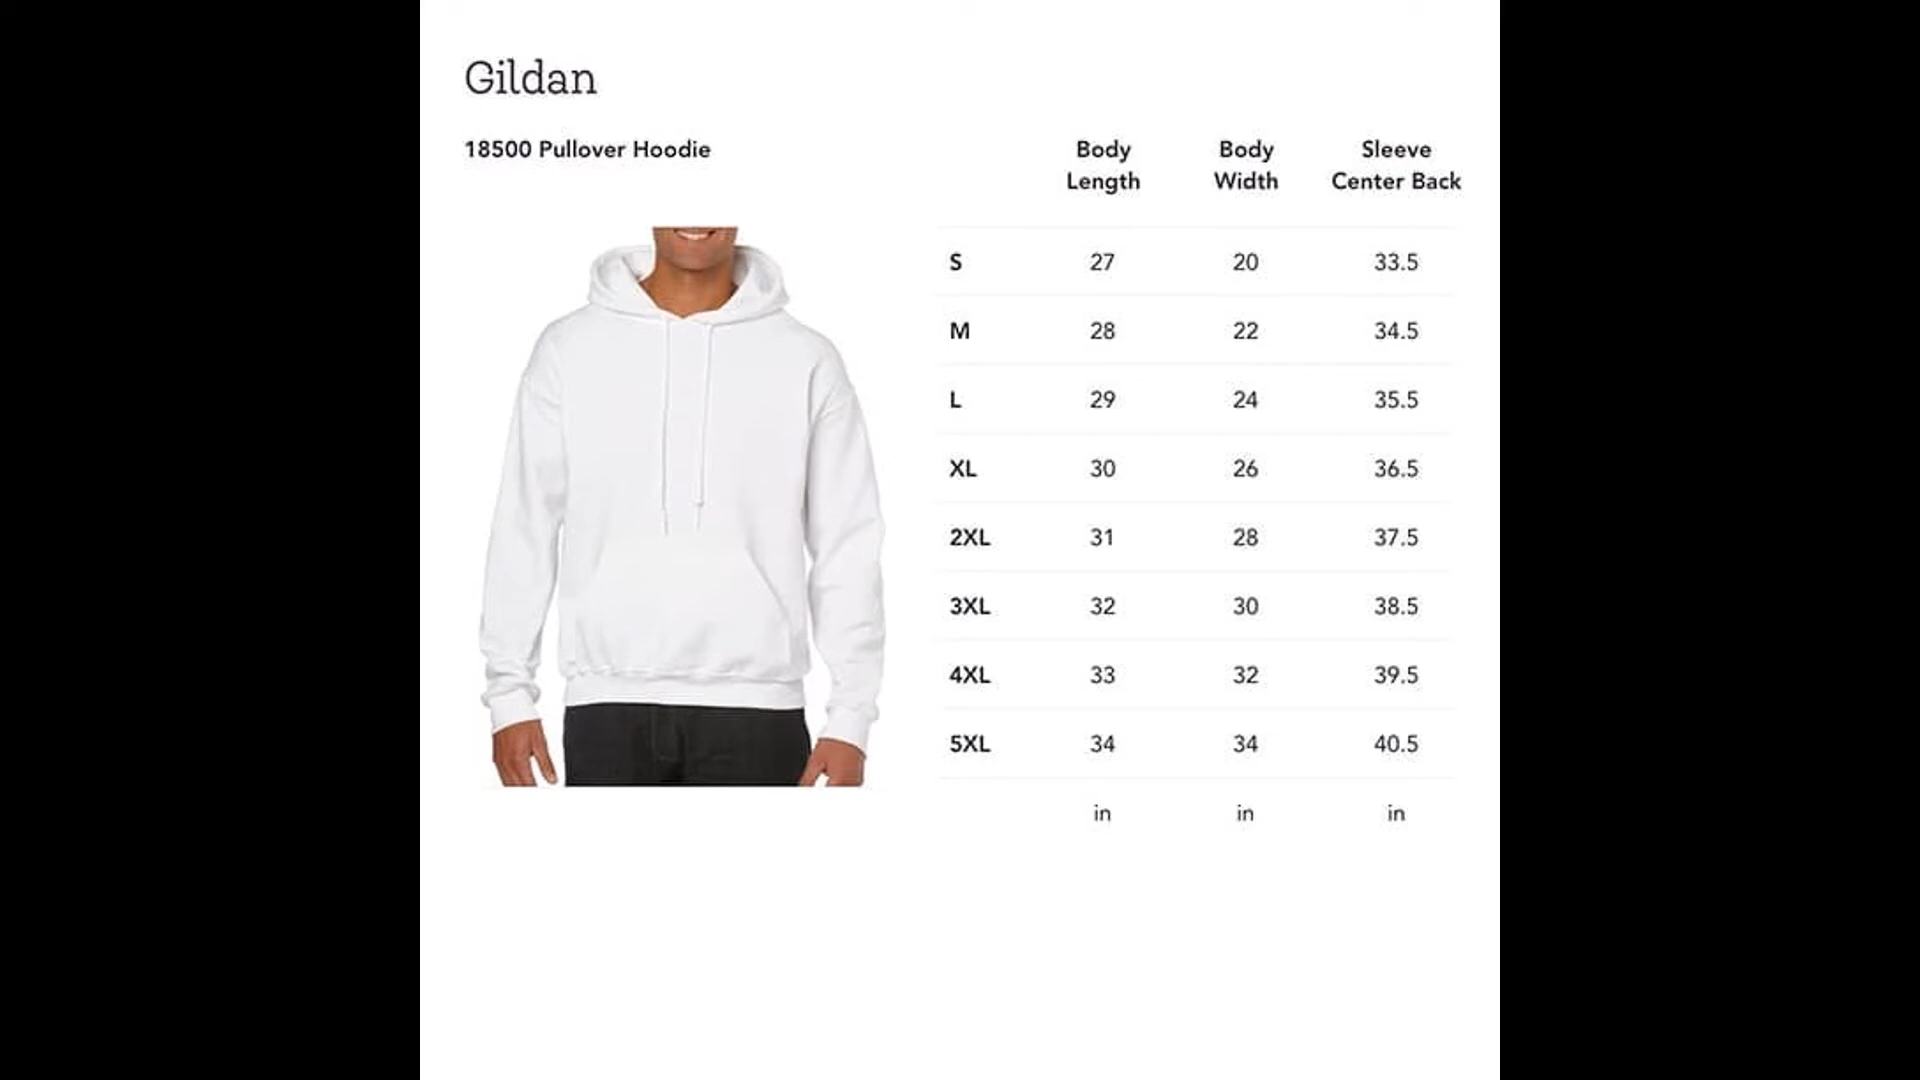 Gildan
18500 Pullover Hoodie
Body Length Body Width Sleeve Center Back
S 27 20 33.5
M 28 22 34.5
L 29 24 35.5
XL 30 26 36.5
2XL 31 28 37.5
3XL 32 30 38.5
4XL 33 32 39.5
5XL 34 34 40.5
in in in